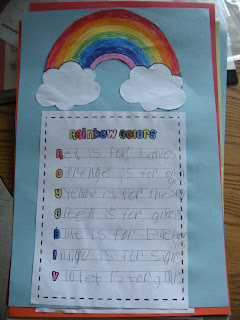 Rainbow Colors
Red is for
Orange is for
Yellow is for the
Green is for
Blue is for
Indigo is for
Violet is for